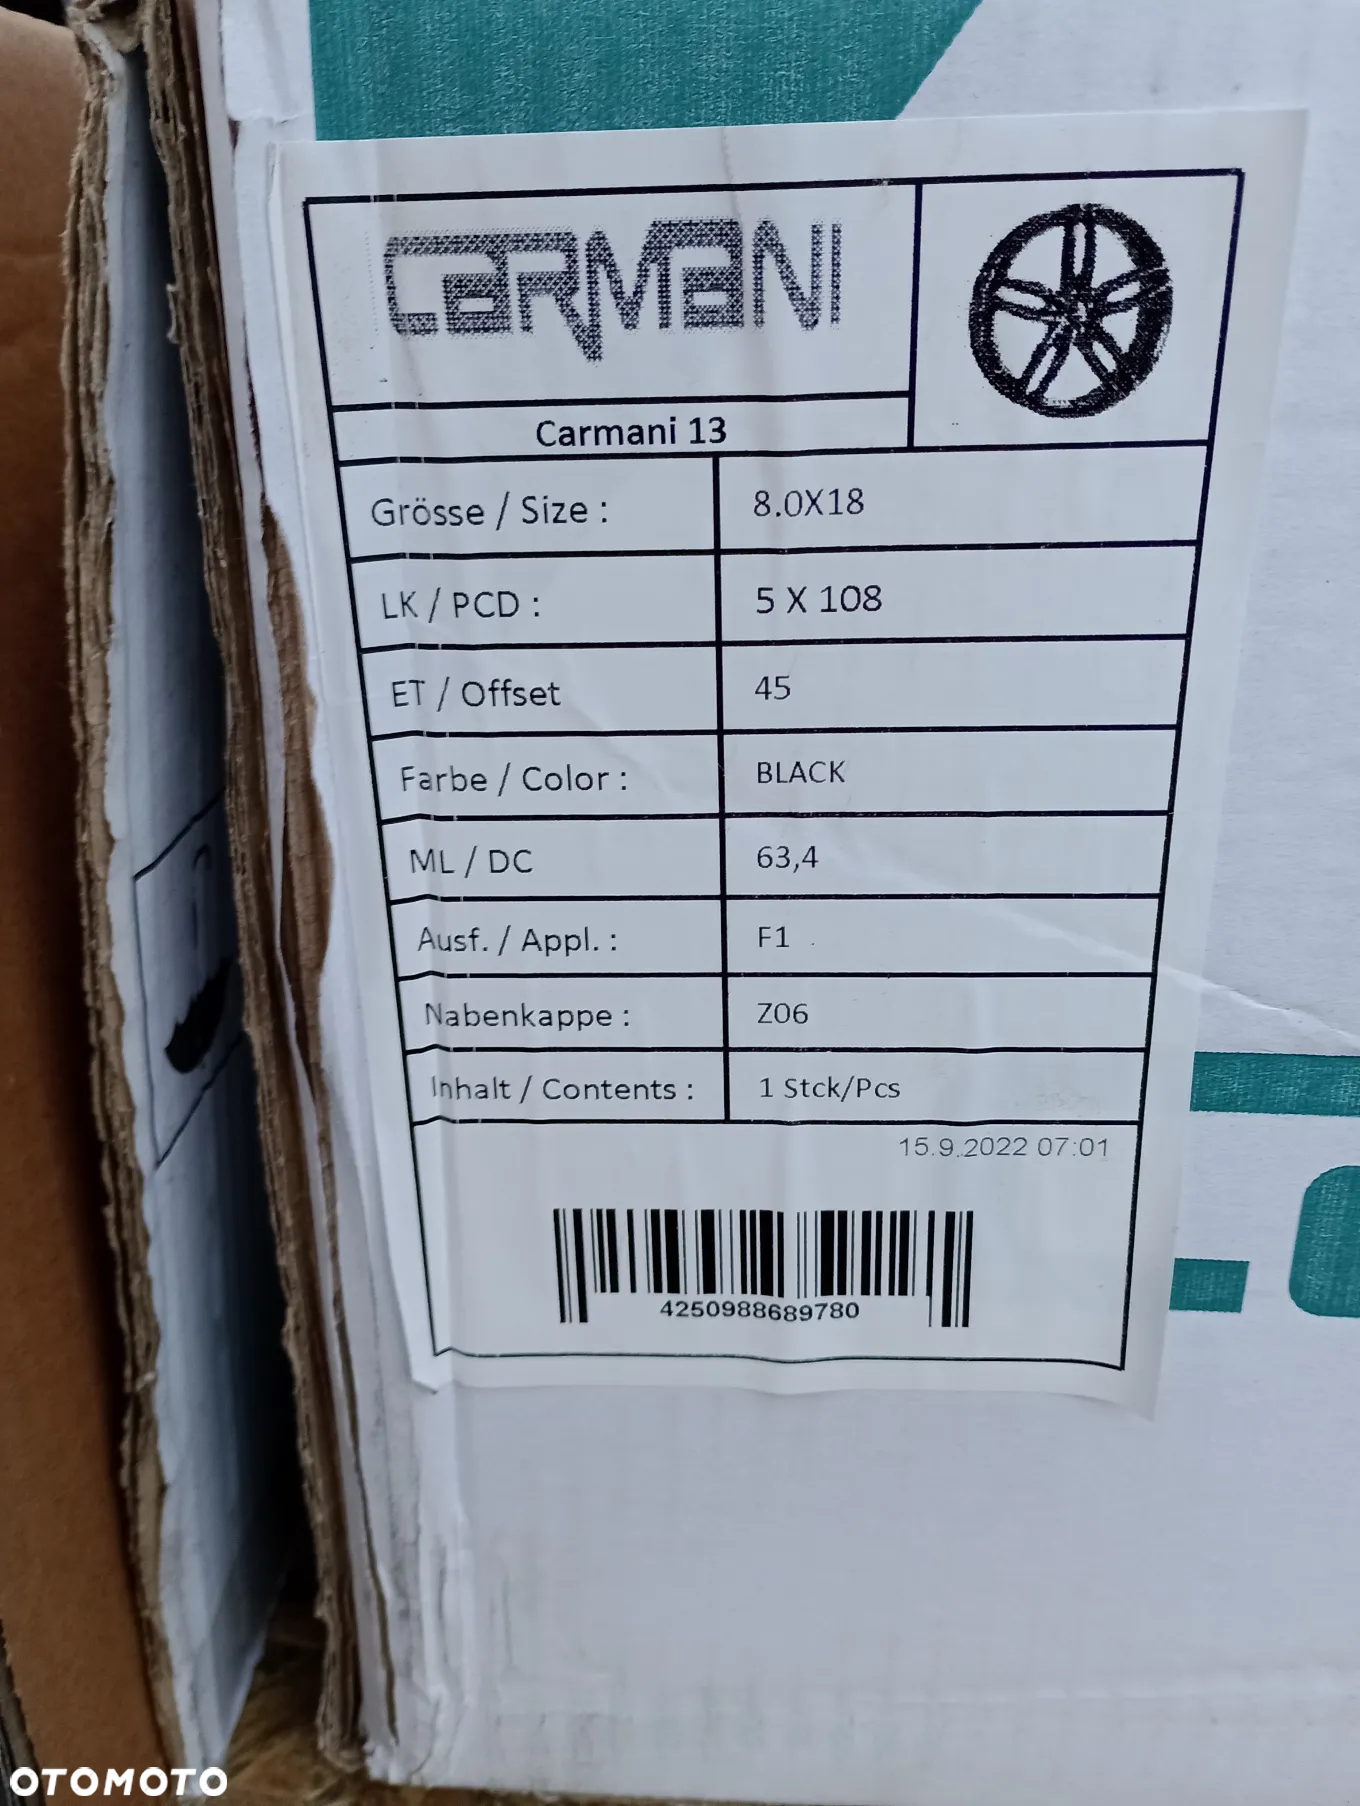 CARMANI
Carmani 13
Grösse / Size : 8.0X18
LK / PCD : 5 X 108
ET / Offset 45
Farbe / Color : BLACK
ML / DC 63,4
Ausf. / Appl. : F1
Nabenkappe : Z06
Inhalt / Contents : 1 Stck/Pcs
15.9.2022 07:01
4250988689780
OTOMOTO